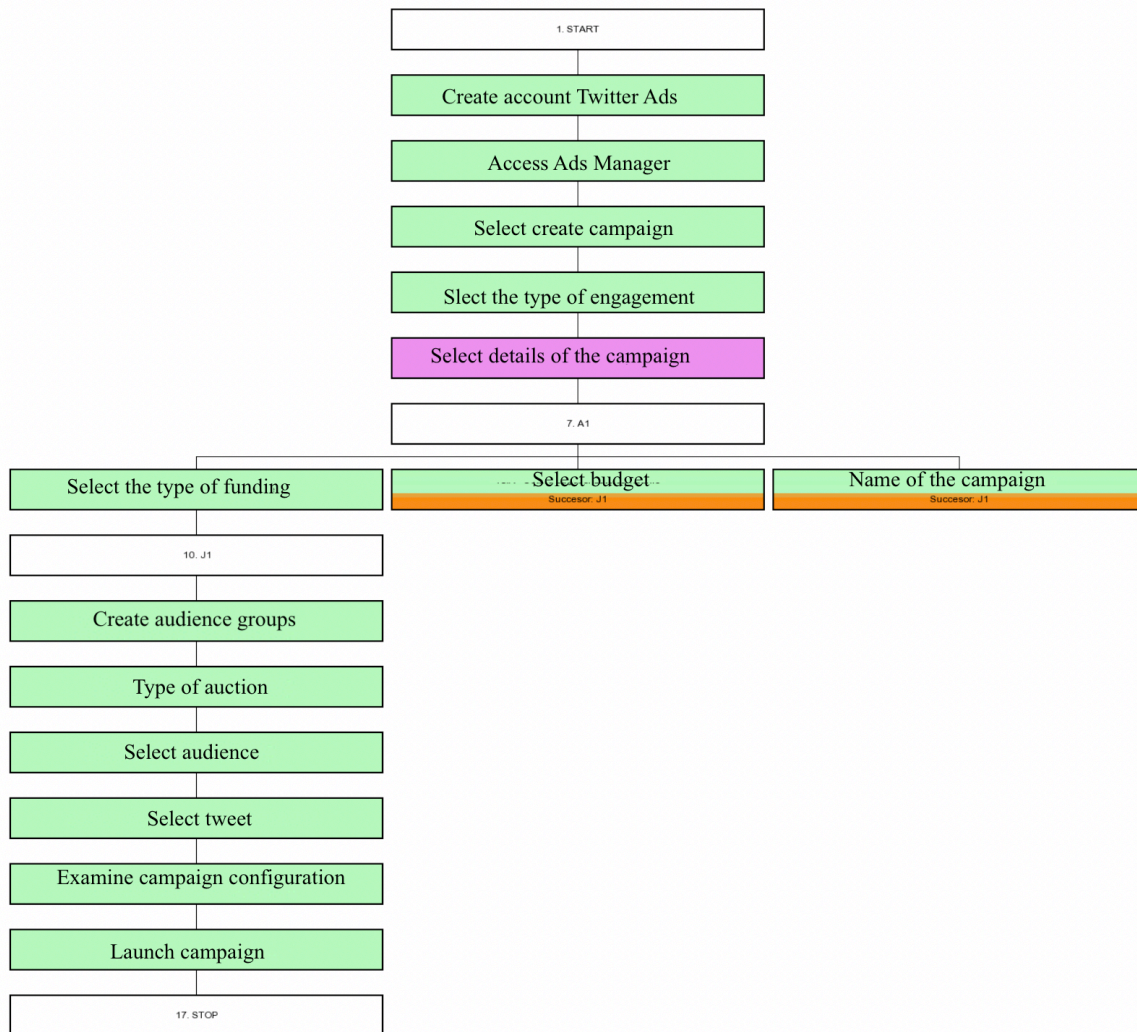 1. START
Create account Twitter Ads
Access Ads Manager
Select create campaign
Slect the type of engagement
Select details of the campaign
7. A1
Select the type of funding
Select budget
Succesor: J1
Name of the campaign
Succesor: J1
10. J1
Create audience groups
Type of auction
Select audience
Select tweet
Examine campaign configuration
Launch campaign
17. STOP